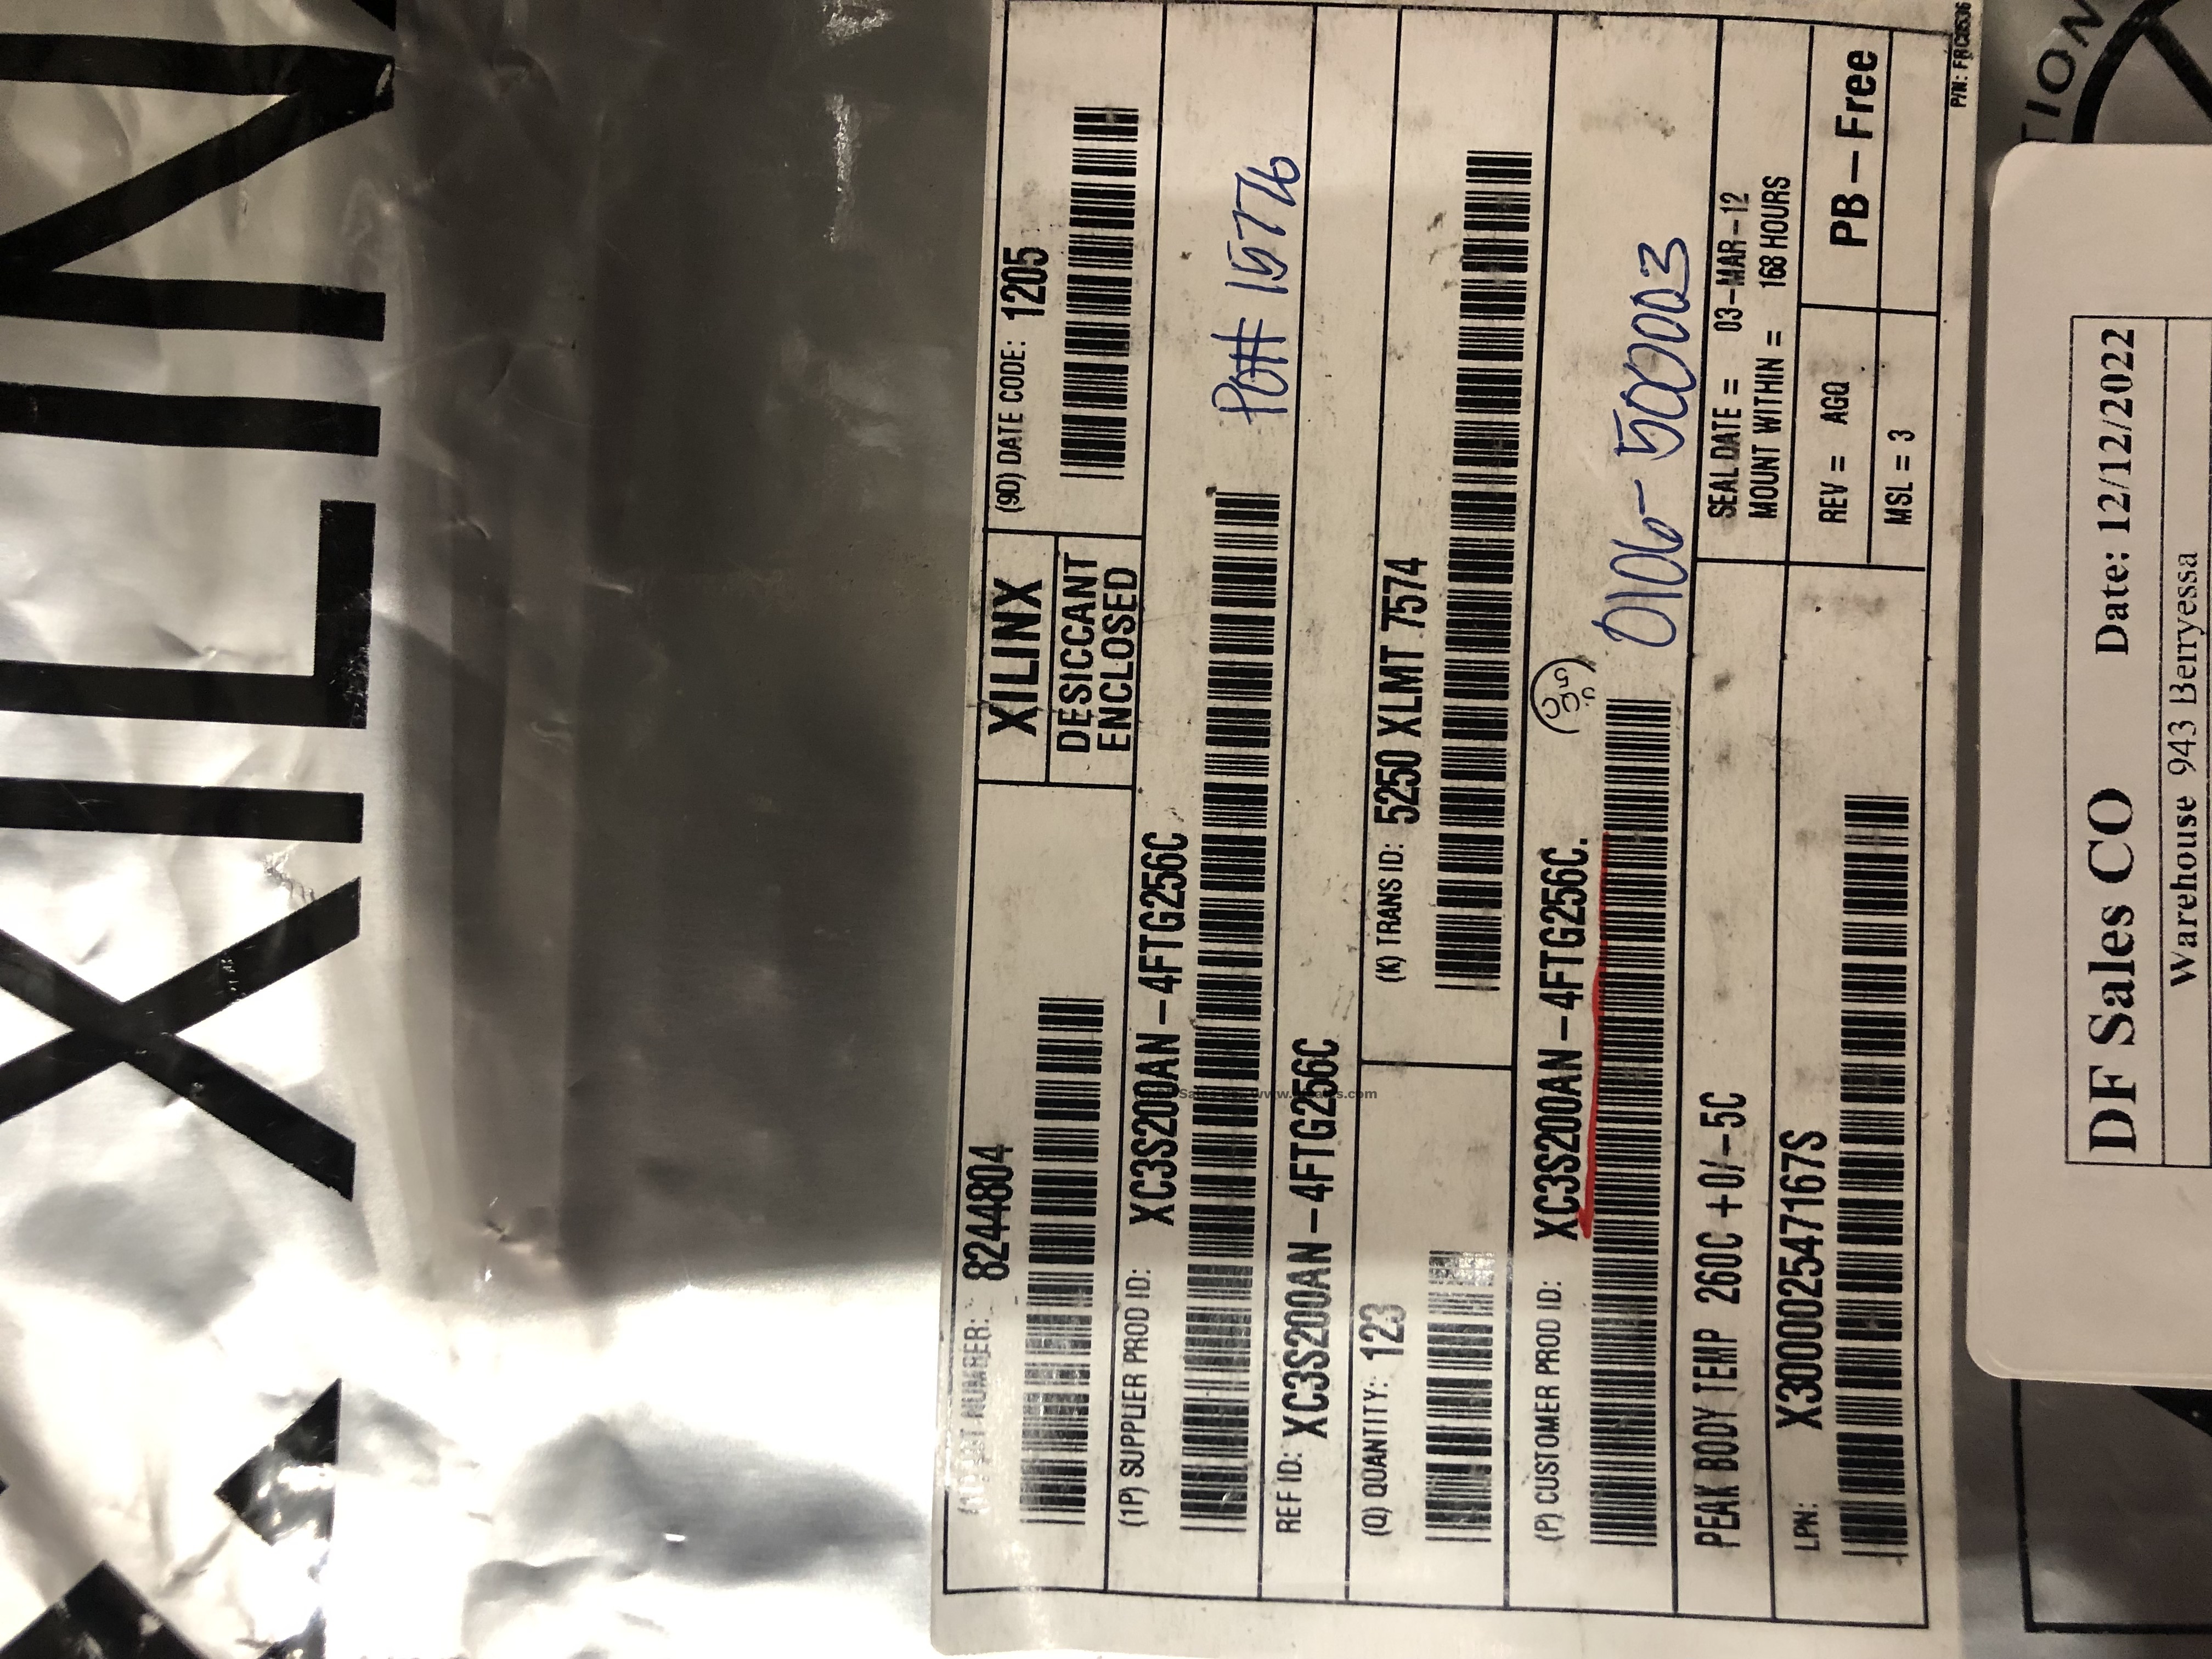 XILINX
(1T) LOT NUMBER: 8244804
XILINX
DESICCANT
ENCLOSED
(9D) DATE CODE: 1205
(1P) SUPPLIER PROD ID:
XC3S200AN-4FTG256C
PO# 15776
REF ID: XC3S200AN-4FTG256C
(Q) QUANTITY: 123
(K) TRANS ID: 5250 XLMT 7574
(P) CUSTOMER PROD ID: XC3S200AN-4FTG256C.
0106-500003
PEAK BODY TEMP 260C +0/-5C
SEAL DATE = 03-MAR-12
MOUNT WITHIN = 168 HOURS
LPN: X300002547167S
REV = AGQ
PB-Free
MSL = 3
DF Sales CO Date: 12/12/2022
Warehouse 943 Berryessa